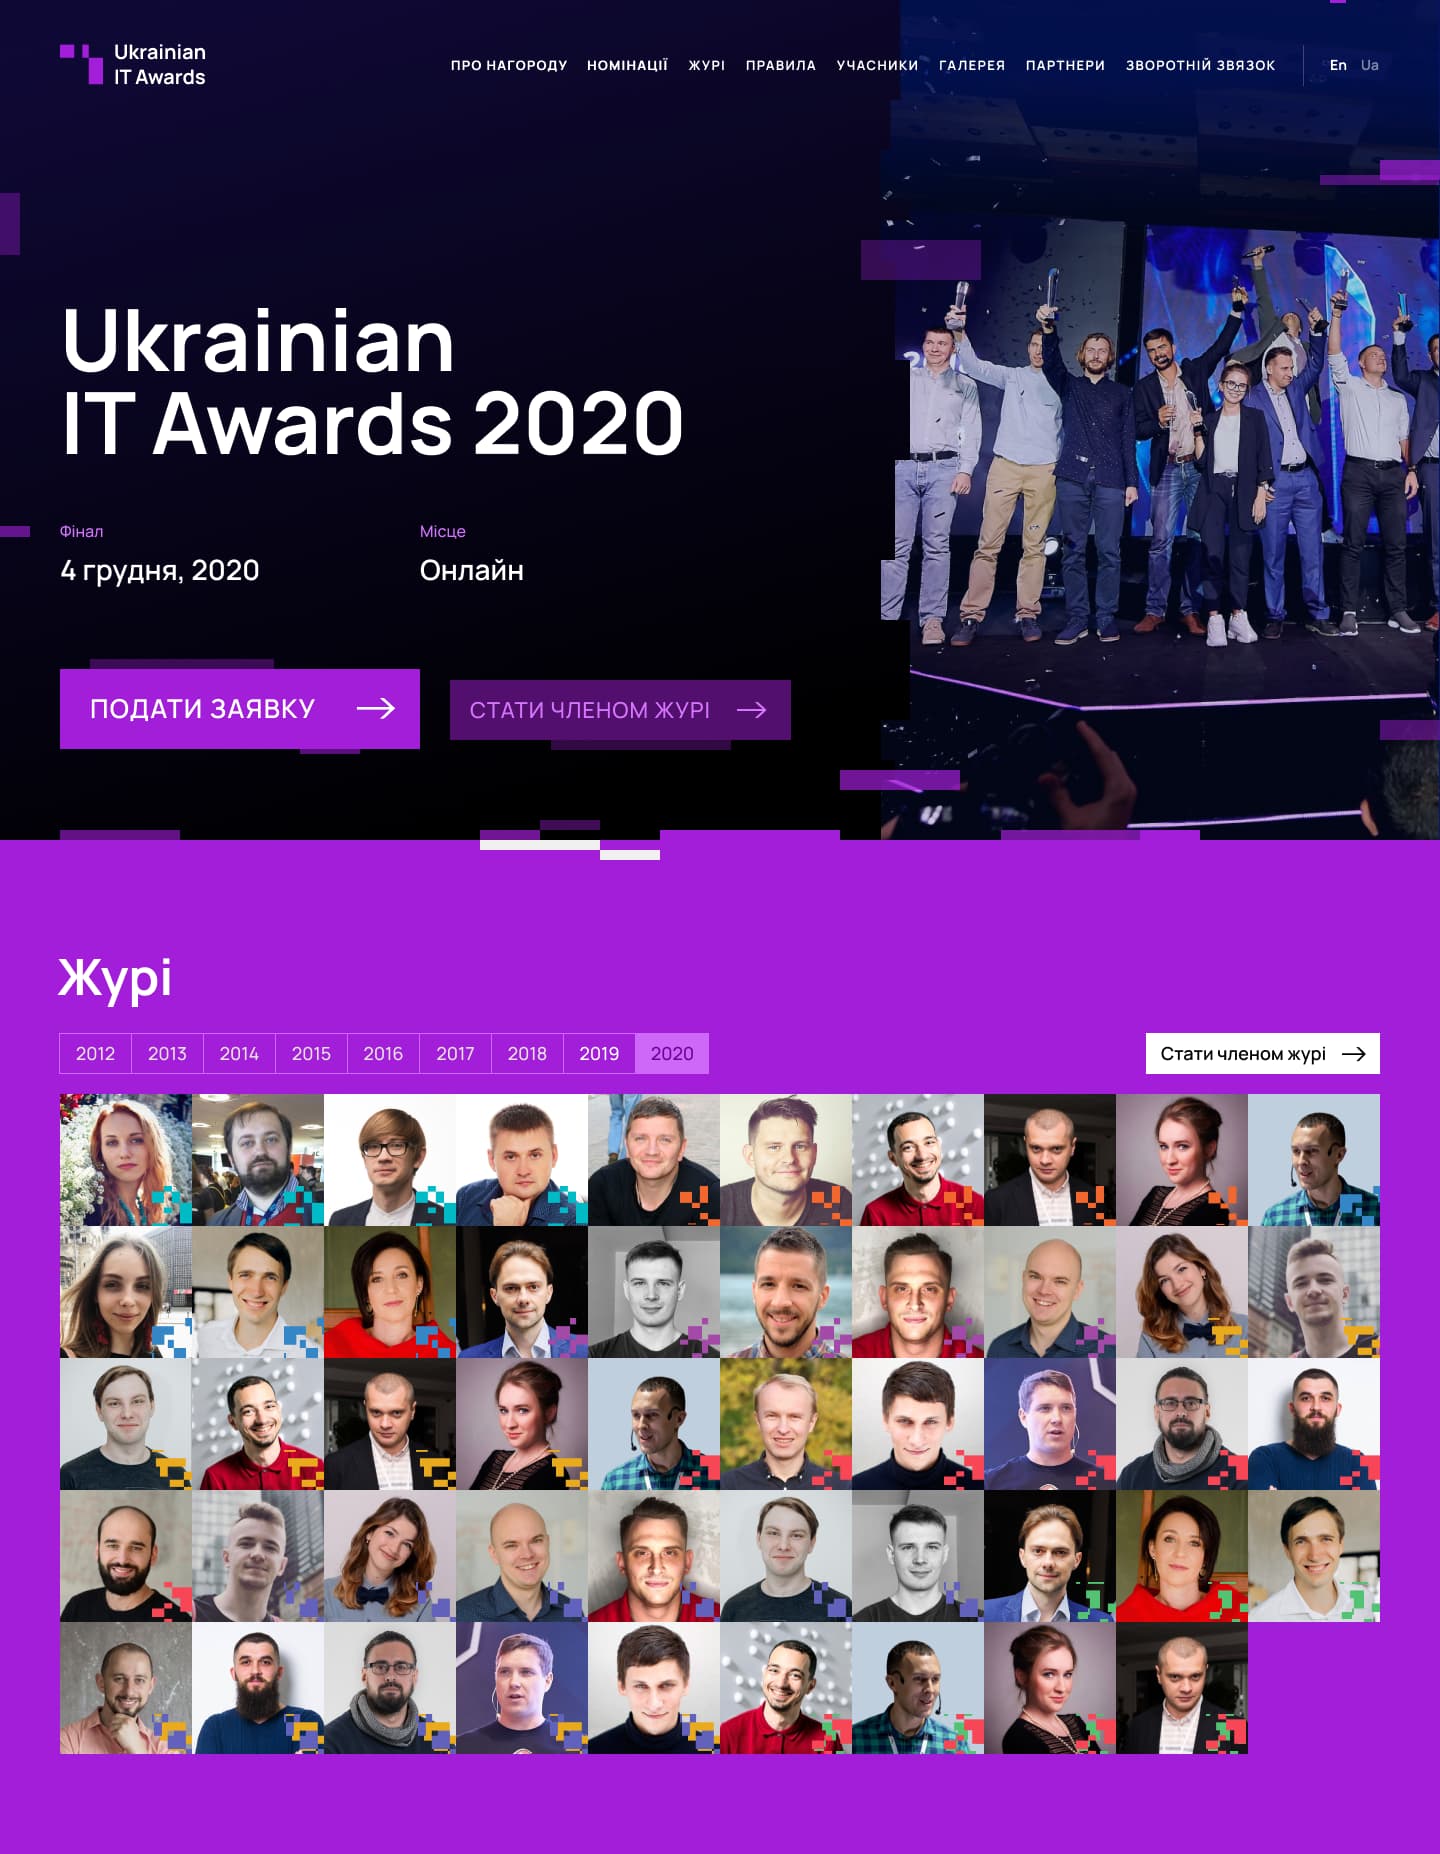 Ukrainian
IT Awards
ПРО НАГОРОДУ НОМІНАЦІЇ ЖУРІ ПРАВИЛА УЧАСНИКИ ГАЛЕРЕЯ ПАРТНЕРИ ЗВОРОТНІЙ ЗВЯЗОК En Ua
Ukrainian
IT Awards 2020
Фінал
4 грудня, 2020
Місце
Онлайн
ПОДАТИ ЗАЯВКУ
СТАТИ ЧЛЕНОМ ЖУРІ
Журі
2012 2013 2014 2015 2016 2017 2018 2019 2020
Стати членом журі